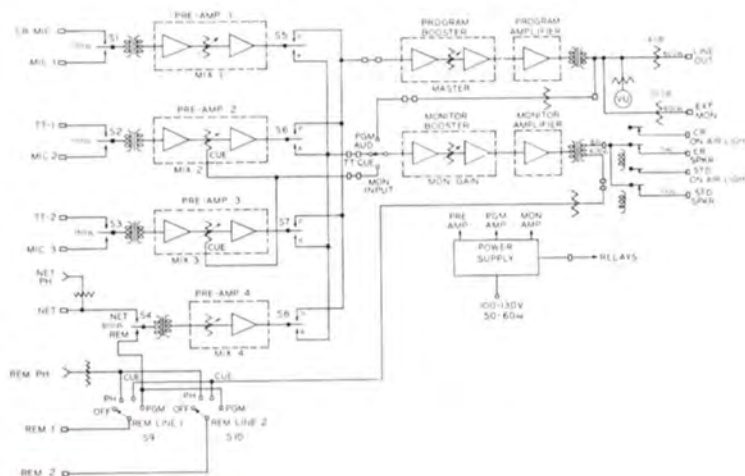 CR MIC
MIC 1
S1
PRE-AMP 1
MIX 1
S5
TT-1
MIC 2
S2
PRE-AMP 2
CUE
MIX 2
S6
TT-2
MIC 3
S3
PRE-AMP 3
CUE
MIX 3
S7
NET
PH
NET
NET
REM
S4
PRE-AMP 4
MIX 4
S8
REM PH
CUE
CUE
PH
PH
OFF
PGM
OFF
PGM
REM 1
REM LINE 1
S9
REM LINE 2
S10
REM 2
PROGRAM
BOOSTER
PROGRAM
AMPLIFIER
MASTER
VU
LINE
OUT
600Ω
EXT
MON
PGM
AUD
TT CUE
MON
INPUT
MONITOR
BOOSTER
MONITOR
AMPLIFIER
MON GAIN
CR
ON AIR LIGHT
CR
SPKR
STD
ON AIR LIGHT
STD
SPKR
PRE
AMP
PGM
AMP
MON
AMP
POWER
SUPPLY
RELAYS
100-130V
50-60~